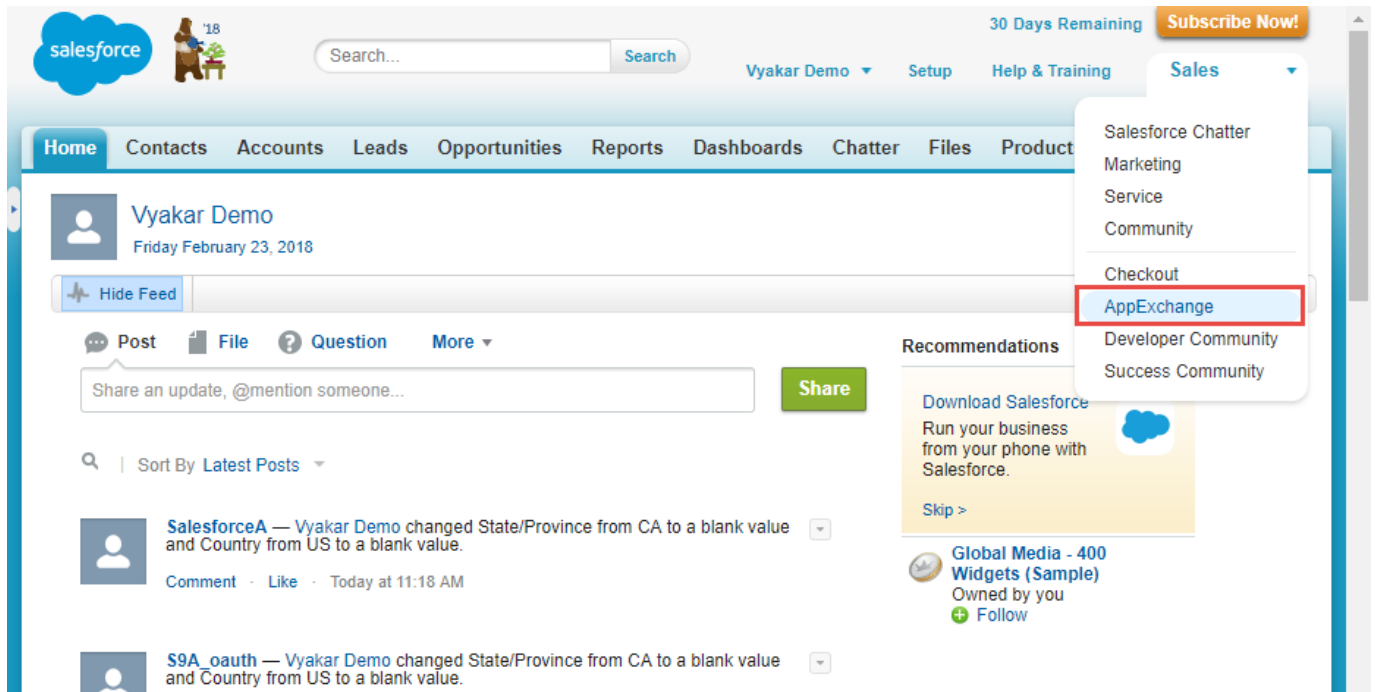 salesforce
'18
Search...
Search
30 Days Remaining
Subscribe Now!
Vyakar Demo
Setup
Help & Training
Sales
Salesforce Chatter
Marketing
Service
Community
Checkout
AppExchange
Developer Community
Success Community
Home Contacts Accounts Leads Opportunities Reports Dashboards Chatter Files Product
Vyakar Demo
Friday February 23, 2018
Hide Feed
Post File Question More
Share an update, @mention someone...
Share
Sort By Latest Posts
SalesforceA — Vyakar Demo changed State/Province from CA to a blank value
and Country from US to a blank value.
Comment · Like · Today at 11:18 AM
S9A_oauth — Vyakar Demo changed State/Province from CA to a blank value
and Country from US to a blank value.
Recommendations
Download Salesforce
Run your business
from your phone with
Salesforce.
Skip >
Global Media - 400
Widgets (Sample)
Owned by you
Follow